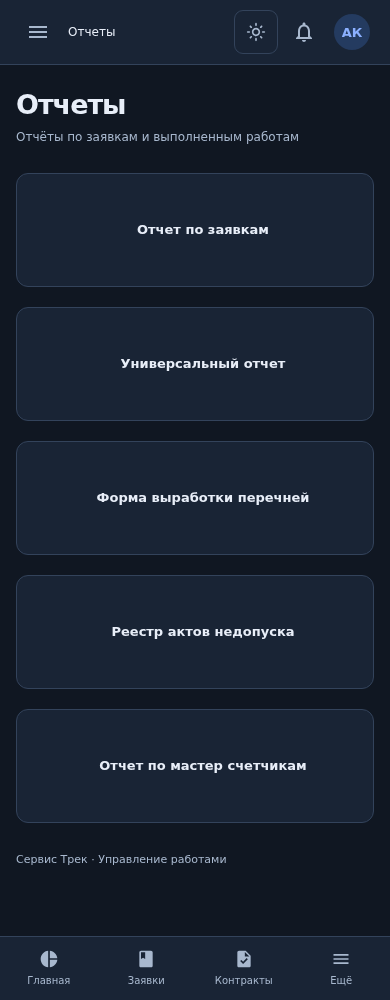 Отчеты
АК
Отчеты
Отчёты по заявкам и выполненным работам
Отчет по заявкам
Универсальный отчет
Форма выработки перечней
Реестр актов недопуска
Отчет по мастер счетчикам
Сервис Трек · Управление работами
Главная
Заявки
Контракты
Ещё